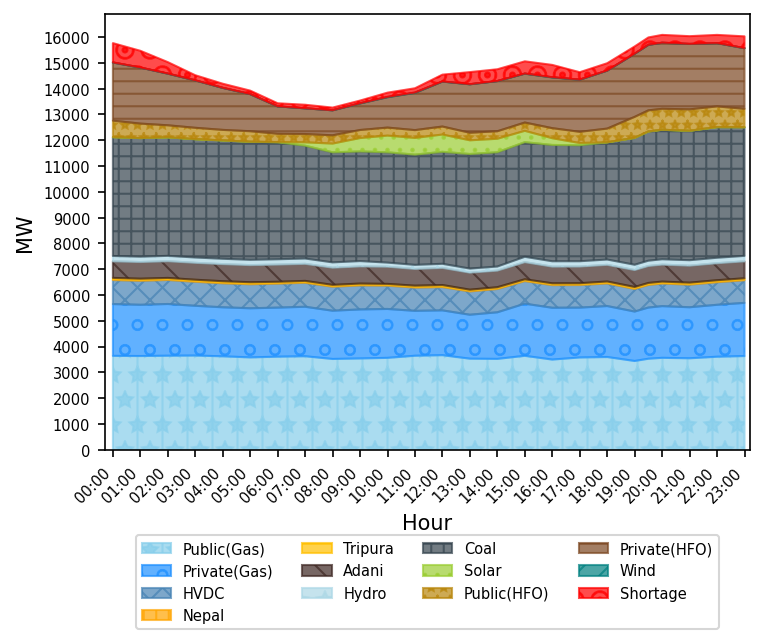 16000
15000
14000
13000
12000
11000
10000
9000
8000
7000
6000
5000
4000
3000
2000
1000
0
MW
00:00 01:00 02:00 03:00 04:00 05:00 06:00 07:00 08:00 09:00 10:00 11:00 12:00 13:00 14:00 15:00 16:00 17:00 18:00 19:00 20:00 21:00 22:00 23:00
Hour
Public(Gas) Tripura Coal Private(HFO)
Private(Gas) Adani Solar Wind
HVDC Hydro Public(HFO) Shortage
Nepal